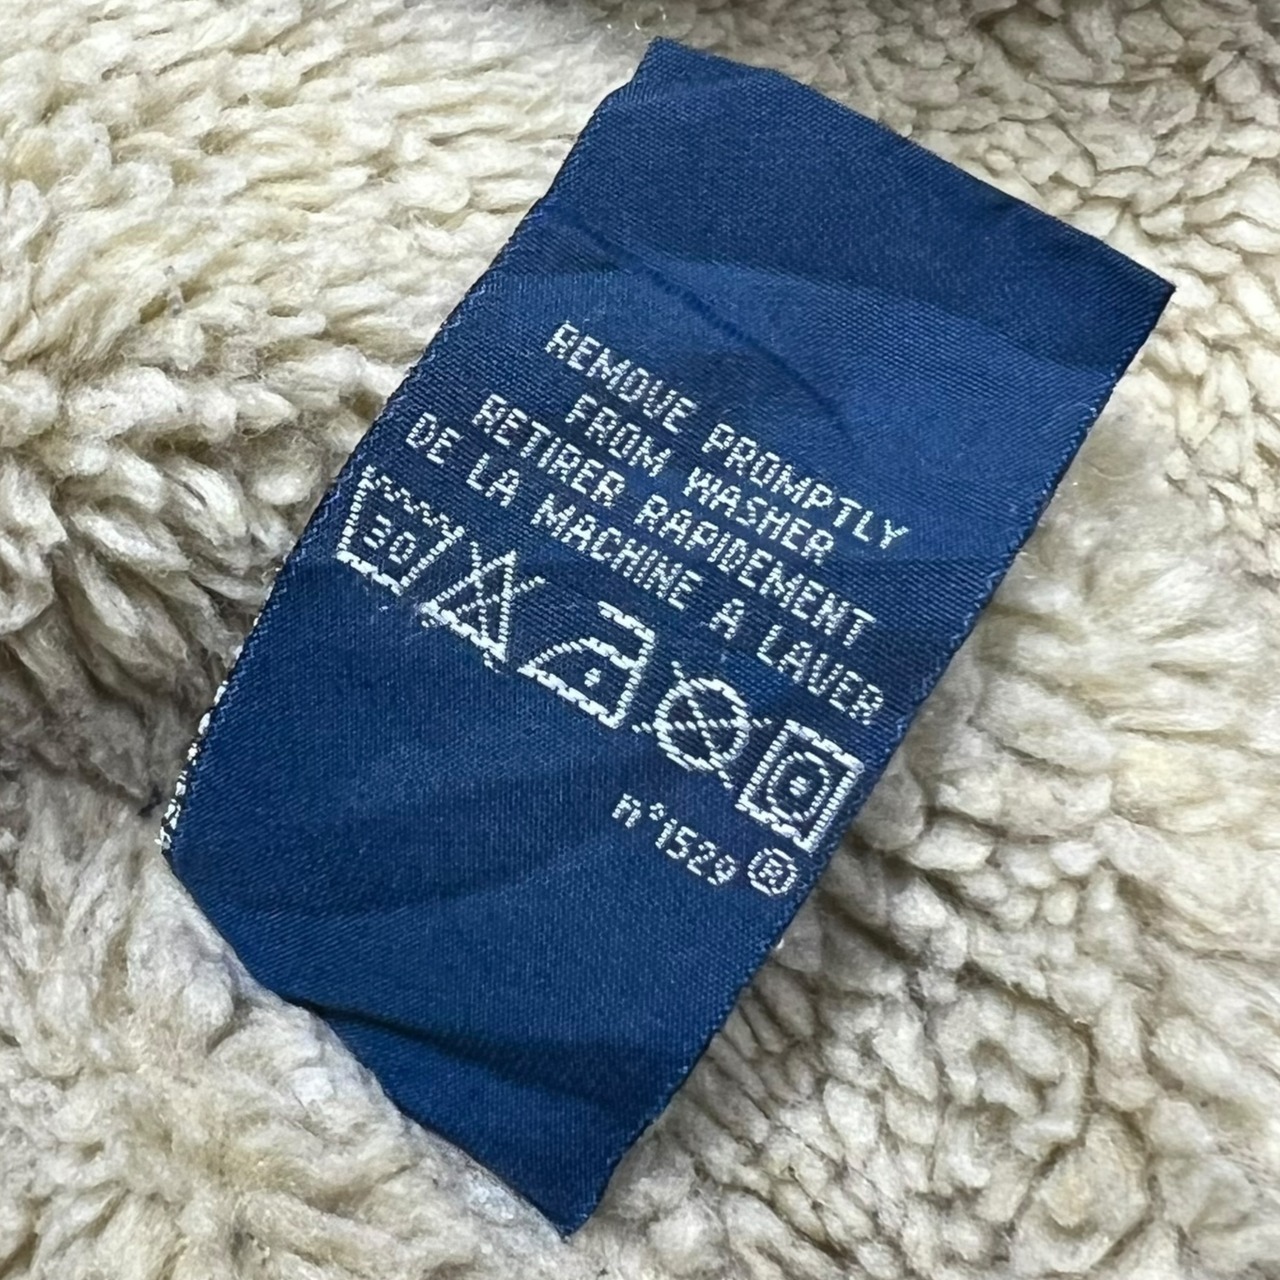 REMOVE PROMPTLY
FROM WASHER
RETIRER RAPIDEMENT
DE LA MACHINE A LAVER
30
n°1529 ®